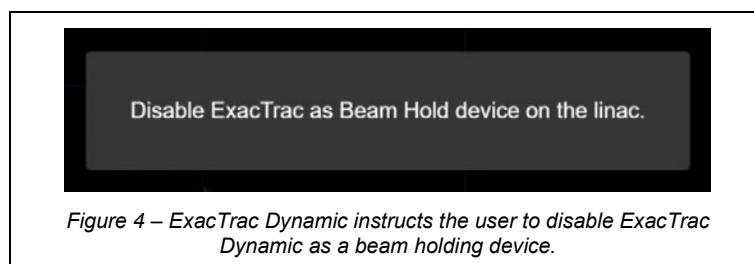 Disable ExacTrac as Beam Hold device on the linac.
Figure 4 – ExacTrac Dynamic instructs the user to disable ExacTrac
Dynamic as a beam holding device.